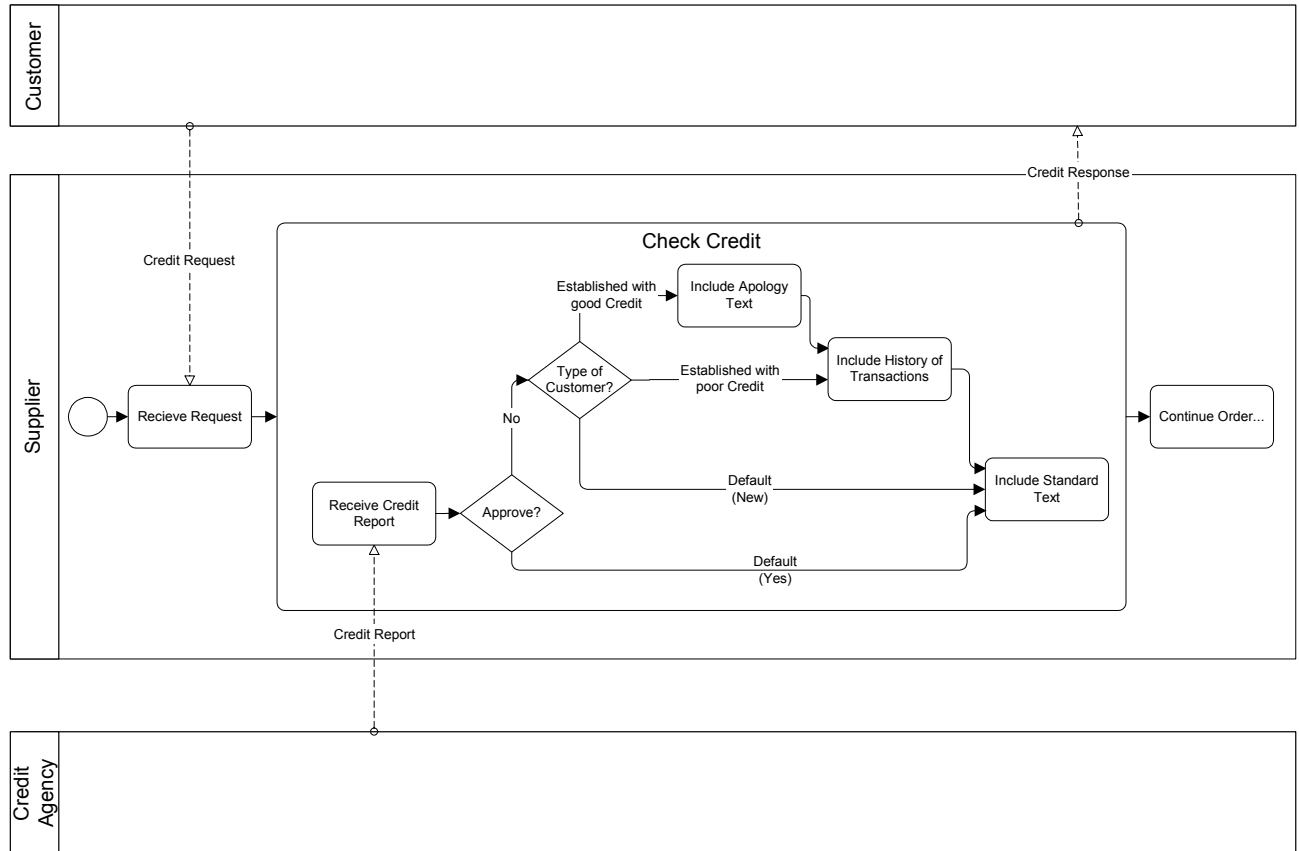 Customer
Credit Response
Check Credit
Credit Request
Established with
good Credit
Include Apology
Text
Type of
Customer?
Established with
poor Credit
Include History of
Transactions
Supplier
Recieve Request
Continue Order...
No
Receive Credit
Report
Approve?
Default
(New)
Include Standard
Text
Default
(Yes)
Credit Report
Credit
Agency